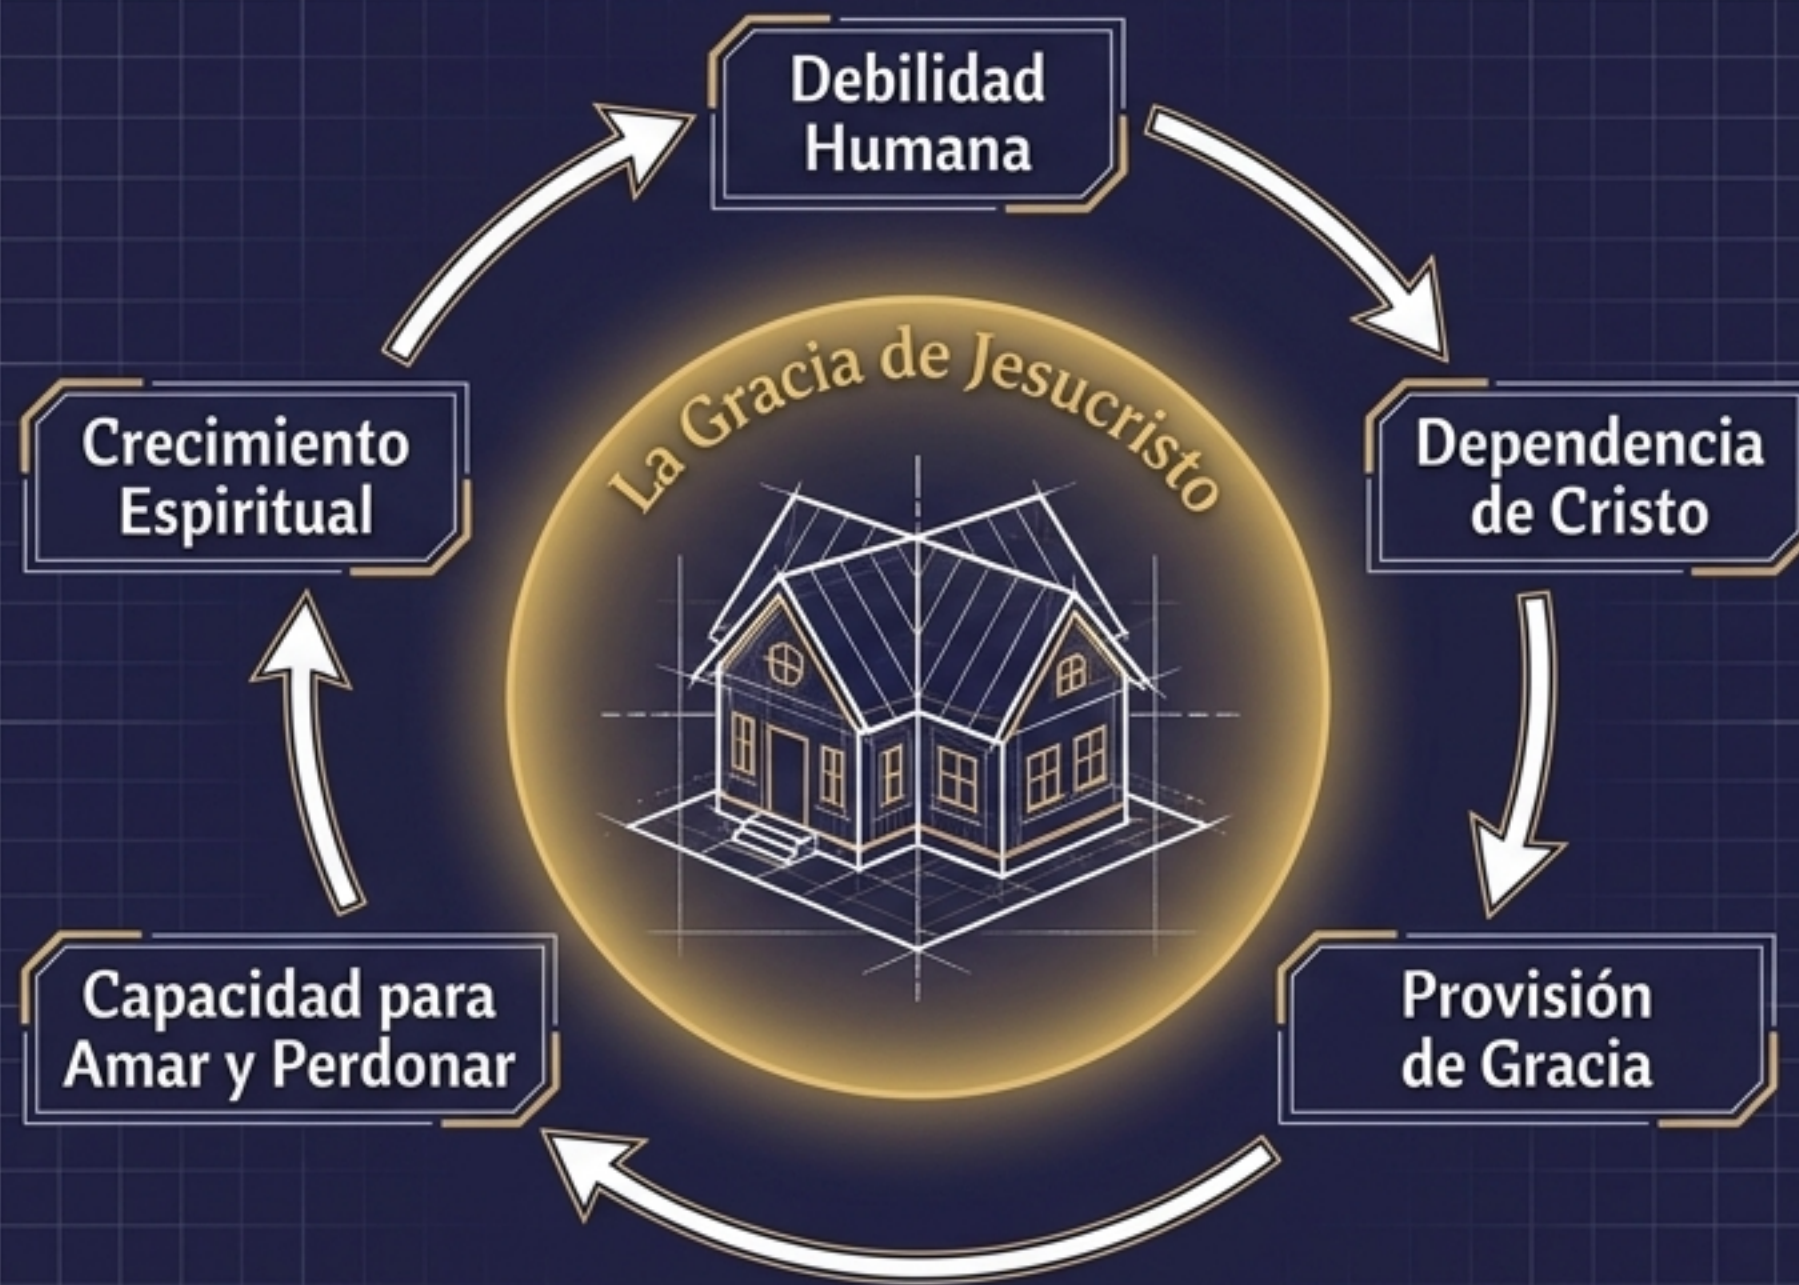 Debilidad
Humana
La Gracia de Jesucristo
Crecimiento
Espiritual
Dependencia
de Cristo
Capacidad para
Amar y Perdonar
Provisión
de Gracia